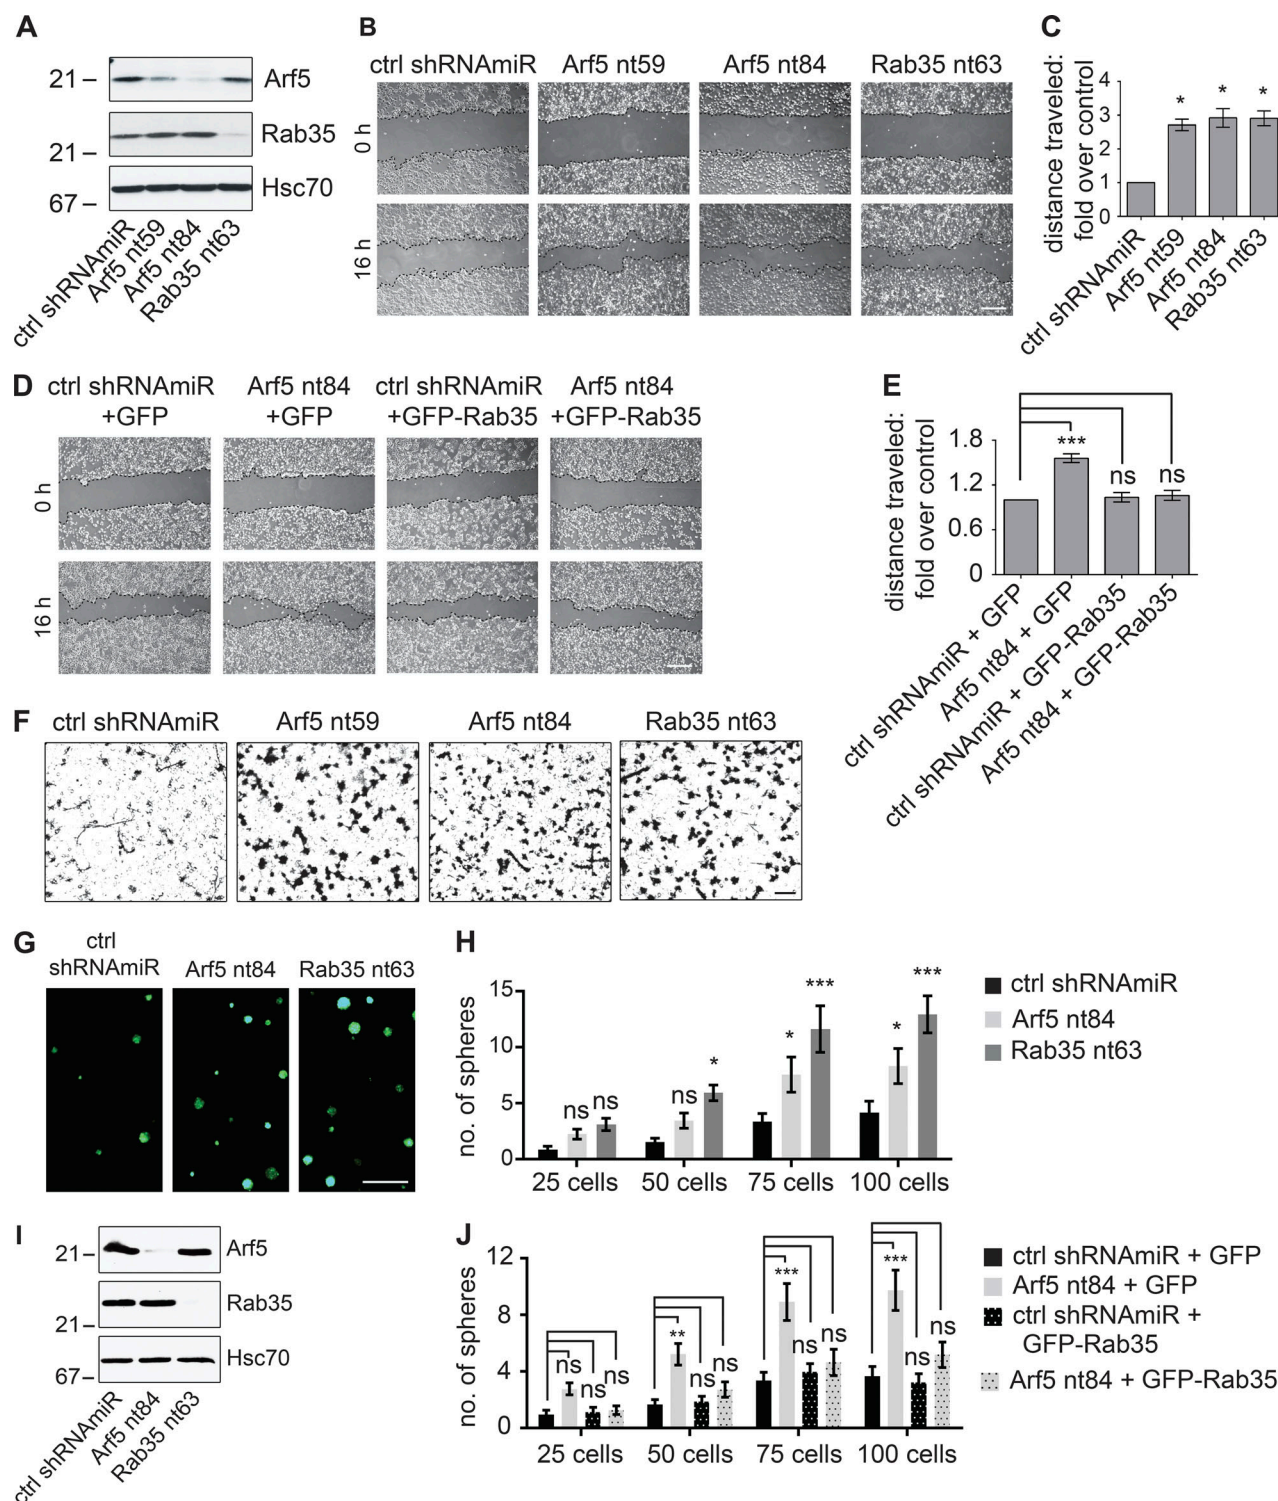 A
21 –
Arf5
Rab35
21 –
Hsc70
67 –
ctrl shRNAmiR
Arf5 nt59
Arf5 nt84
Rab35 nt63
B
ctrl shRNAmiR
Arf5 nt59
Arf5 nt84
Rab35 nt63
0 h
16 h
C
distance traveled:
fold over control
4
3
2
1
0
*
*
*
ctrl shRNAmiR
Arf5 nt59
Arf5 nt84
Rab35 nt63
D
ctrl shRNAmiR
+GFP
Arf5 nt84
+GFP
ctrl shRNAmiR
+GFP-Rab35
Arf5 nt84
+GFP-Rab35
0 h
16 h
E
distance traveled:
fold over control
1.8
1.2
0.6
0
***
ns
ns
ctrl shRNAmiR + GFP
Arf5 nt84 + GFP
ctrl shRNAmiR + GFP-Rab35
Arf5 nt84 + GFP-Rab35
F
ctrl shRNAmiR
Arf5 nt59
Arf5 nt84
Rab35 nt63
G
ctrl
shRNAmiR
Arf5 nt84
Rab35 nt63
H
no. of spheres
15
10
5
0
ns
ns
ns
*
*
***
*
***
25 cells
50 cells
75 cells
100 cells
ctrl shRNAmiR
Arf5 nt84
Rab35 nt63
I
21 –
Arf5
Rab35
21 –
Hsc70
67 –
ctrl shRNAmiR
Arf5 nt84
Rab35 nt63
J
no. of spheres
12
8
4
0
ns
ns
ns
**
ns
ns
***
ns
ns
***
ns
ns
25 cells
50 cells
75 cells
100 cells
ctrl shRNAmiR + GFP
Arf5 nt84 + GFP
ctrl shRNAmiR +
GFP-Rab35
Arf5 nt84 + GFP-Rab35